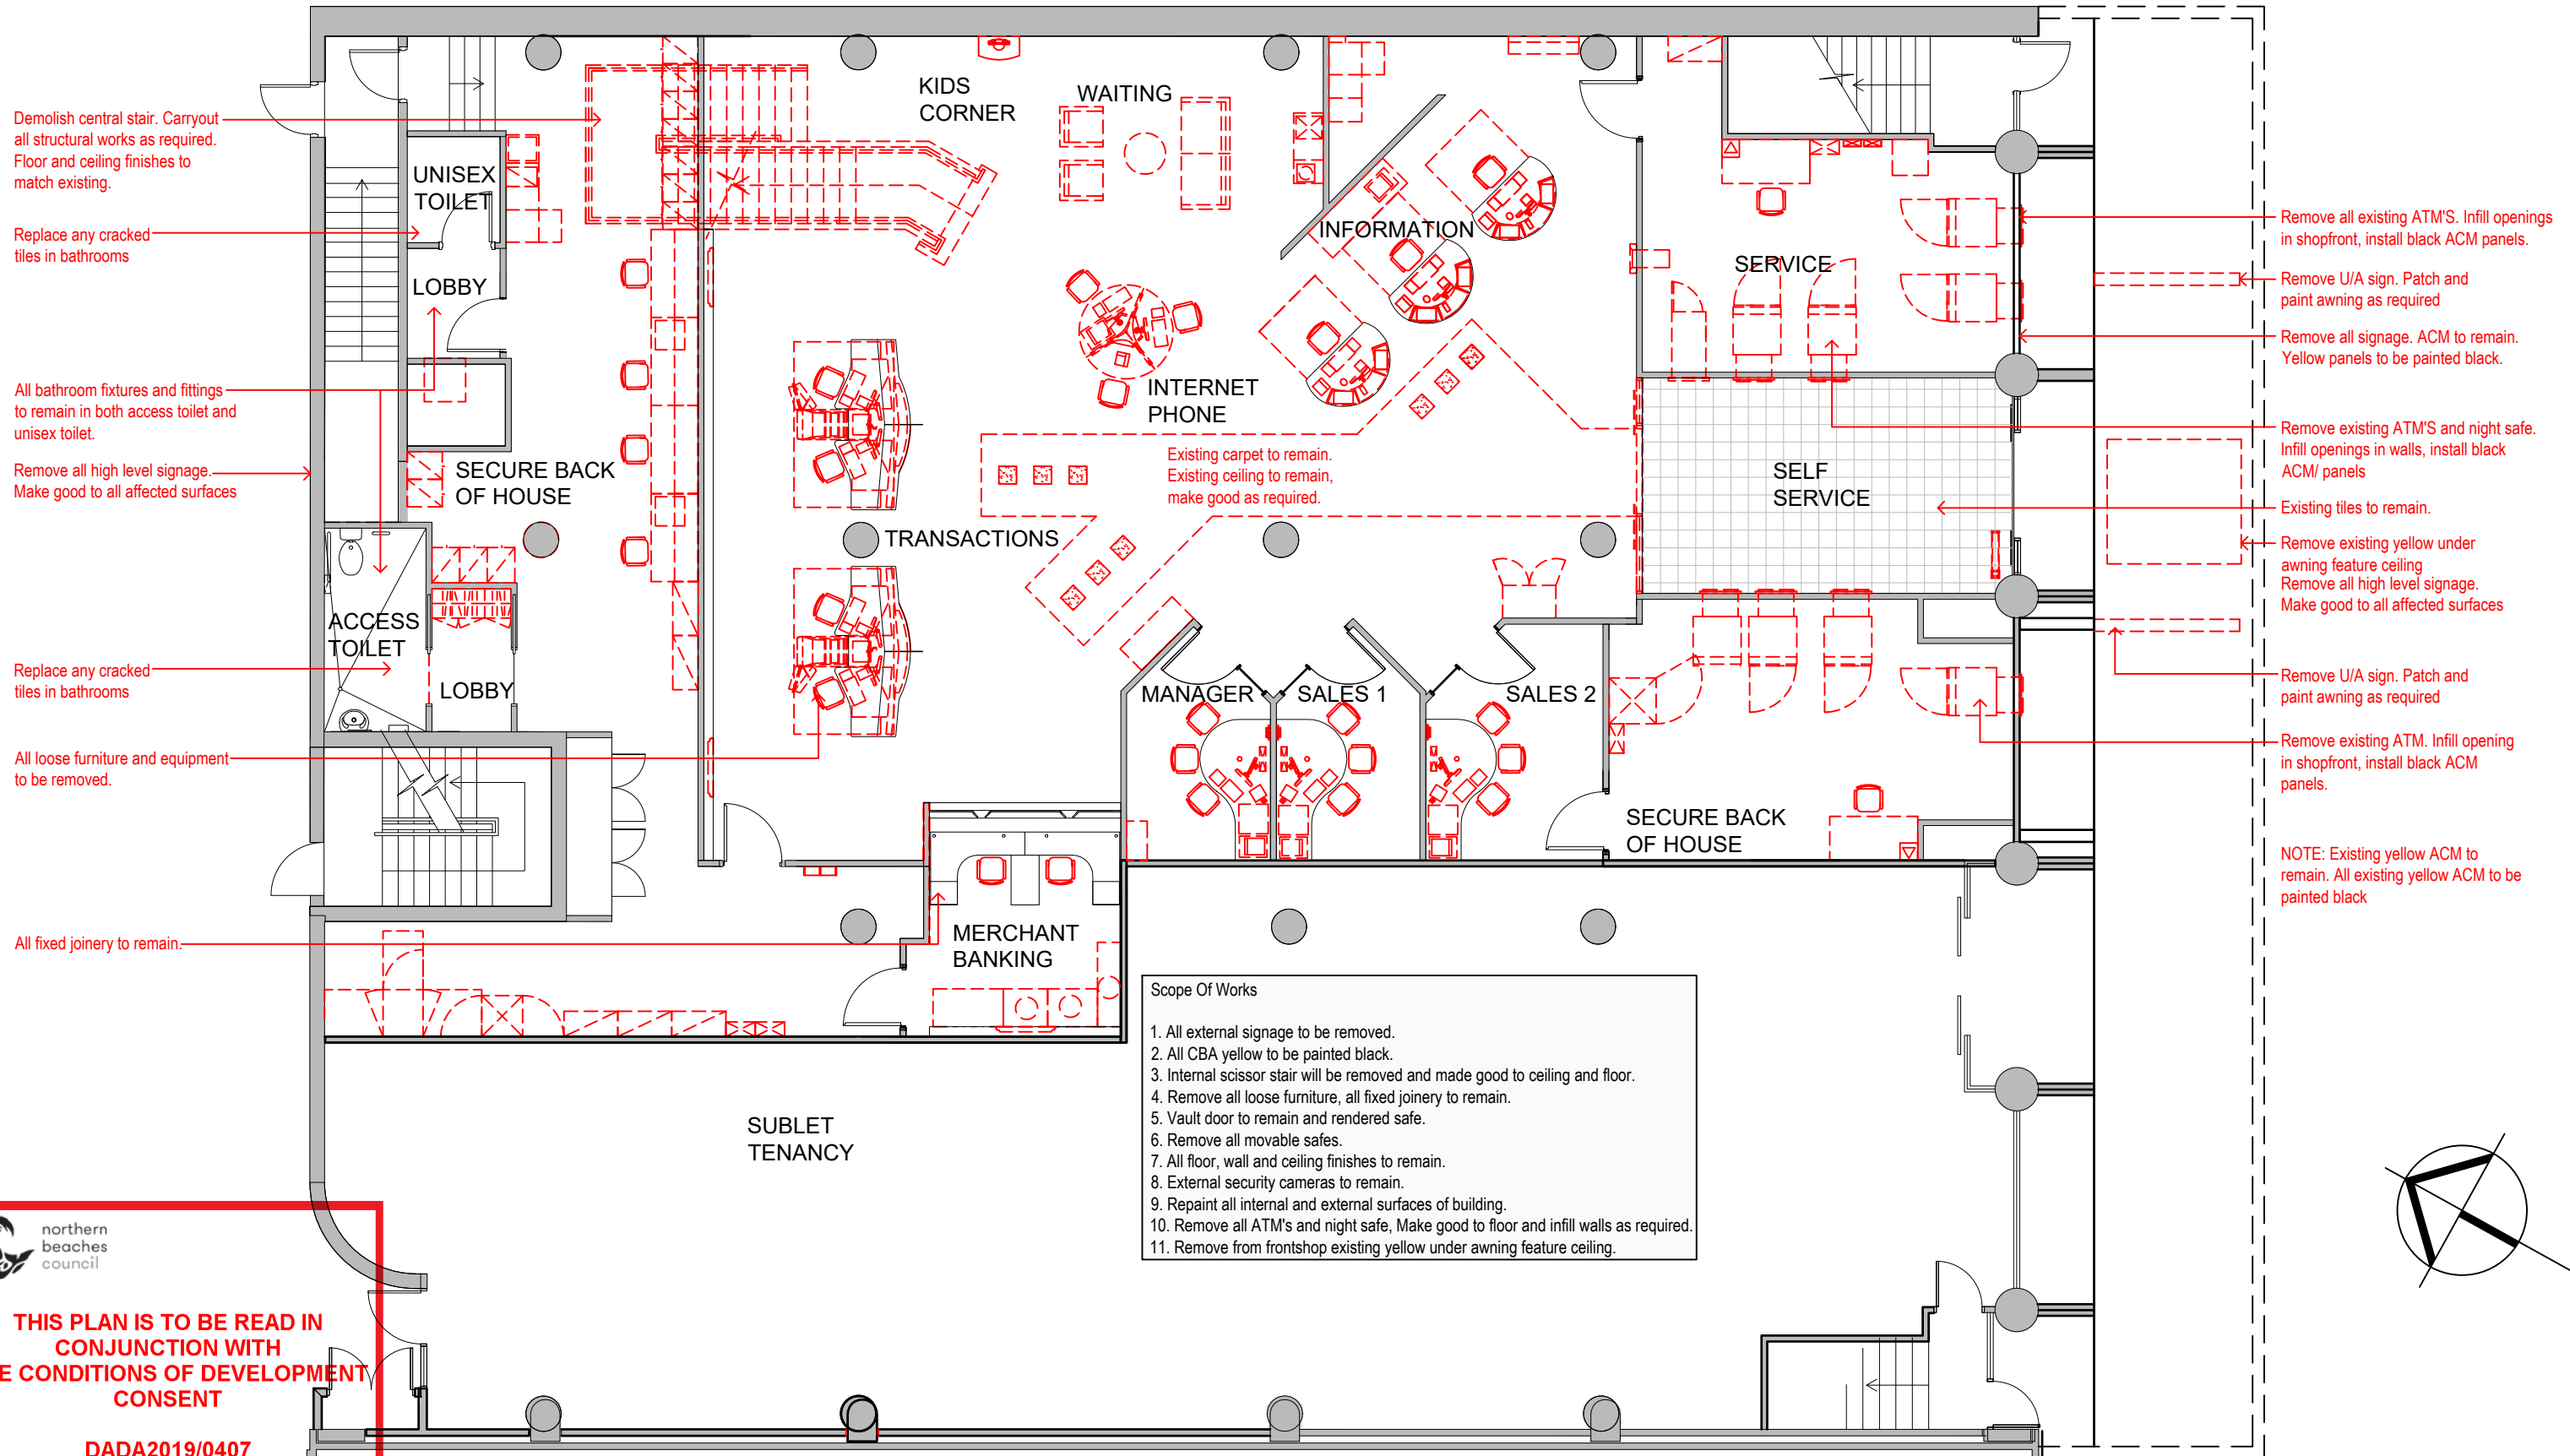 Demolish central stair. Carryout
all structural works as required.
Floor and ceiling finishes to
match existing.
Replace any cracked
tiles in bathrooms
All bathroom fixtures and fittings
to remain in both access toilet and
unisex toilet.
Remove all high level signage.
Make good to all affected surfaces
Replace any cracked
tiles in bathrooms
All loose furniture and equipment
to be removed.
All fixed joinery to remain.
UNISEX
TOILET
LOBBY
SECURE BACK
OF HOUSE
ACCESS
TOILET
LOBBY
KIDS
CORNER
WAITING
INFORMATION
INTERNET
PHONE
Existing carpet to remain.
Existing ceiling to remain,
make good as required.
TRANSACTIONS
SERVICE
SELF
SERVICE
MANAGER
SALES 1
SALES 2
SECURE BACK
OF HOUSE
MERCHANT
BANKING
SUBLET
TENANCY
Remove all existing ATM'S. Infill openings
in shopfront, install black ACM panels.
Remove U/A sign. Patch and
paint awning as required
Remove all signage. ACM to remain.
Yellow panels to be painted black.
Remove existing ATM'S and night safe.
Infill openings in walls, install black
ACM/ panels
Existing tiles to remain.
Remove existing yellow under
awning feature ceiling
Remove all high level signage.
Make good to all affected surfaces
Remove U/A sign. Patch and
paint awning as required
Remove existing ATM. Infill opening
in shopfront, install black ACM
panels.
NOTE: Existing yellow ACM to
remain. All existing yellow ACM to be
painted black
Scope Of Works
1. All external signage to be removed.
2. All CBA yellow to be painted black.
3. Internal scissor stair will be removed and made good to ceiling and floor.
4. Remove all loose furniture, all fixed joinery to remain.
5. Vault door to remain and rendered safe.
6. Remove all movable safes.
7. All floor, wall and ceiling finishes to remain.
8. External security cameras to remain.
9. Repaint all internal and external surfaces of building.
10. Remove all ATM's and night safe, Make good to floor and infill walls as required.
11. Remove from frontshop existing yellow under awning feature ceiling.
northern
beaches
council
THIS PLAN IS TO BE READ IN
CONJUNCTION WITH
E CONDITIONS OF DEVELOPMENT
CONSENT
DADA2019/0407